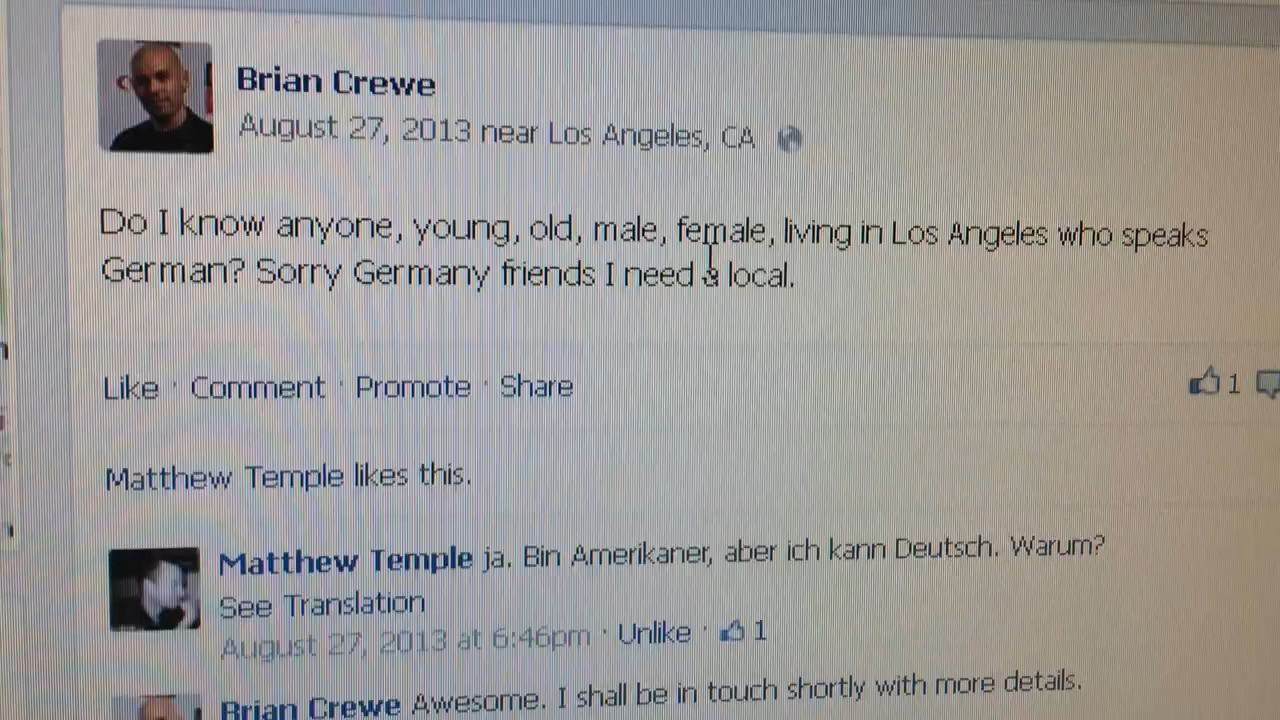 Brian Crewe
August 27, 2013 near Los Angeles, CA
Do I know anyone, young, old, male, female, living in Los Angeles who speaks
German? Sorry Germany friends I need a local.
Like · Comment · Promote · Share
1
Matthew Temple likes this.
Matthew Temple ja. Bin Amerikaner, aber ich kann Deutsch. Warum?
See Translation
August 27, 2013 at 6:46pm · Unlike · 1
Brian Crewe Awesome. I shall be in touch shortly with more details.